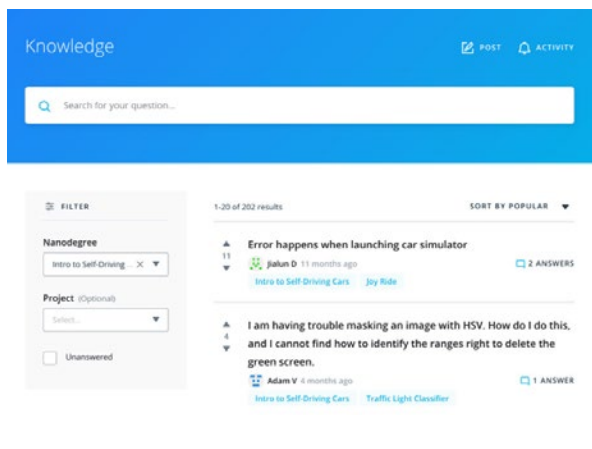 Knowledge
POST
ACTIVITY
Search for your question...
FILTER
1-20 of 202 results
SORT BY POPULAR
Nanodegree
Intro to Self-Driving ...
Project (Optional)
Select...
Unanswered
11
Error happens when launching car simulator
Jialun D 11 months ago
2 ANSWERS
Intro to Self-Driving Cars Joy Ride
4
I am having trouble masking an image with HSV. How do I do this,
and I cannot find how to identify the ranges right to delete the
green screen.
Adam V 4 months ago
1 ANSWER
Intro to Self-Driving Cars Traffic Light Classifier